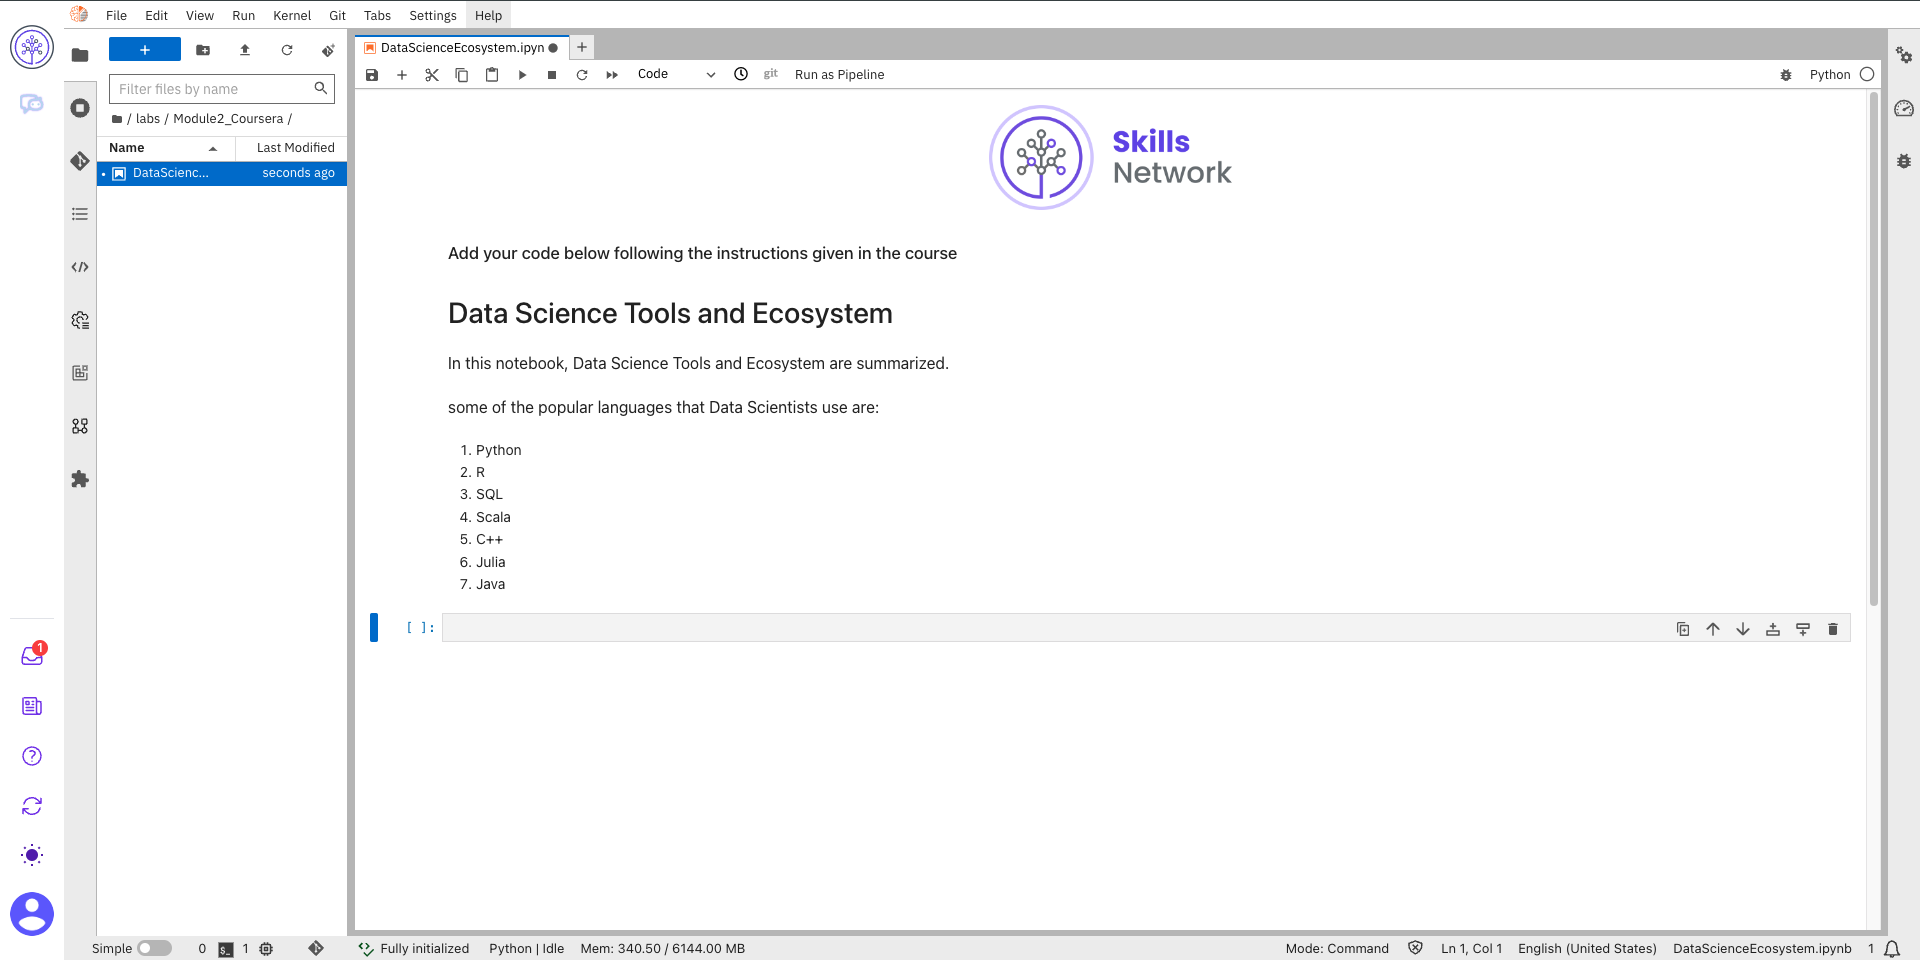 File Edit View Run Kernel Git Tabs Settings Help
DataScienceEcosystem.ipyn
Code git Run as Pipeline Python
Filter files by name
/ labs / Module2_Coursera /
Name Last Modified
DataScienc... seconds ago
Skills
Network
Add your code below following the instructions given in the course
Data Science Tools and Ecosystem
In this notebook, Data Science Tools and Ecosystem are summarized.
some of the popular languages that Data Scientists use are:
1. Python
2. R
3. SQL
4. Scala
5. C++
6. Julia
7. Java
[ ]:
1
Simple 0 $_ 1 Fully initialized Python | Idle Mem: 340.50 / 6144.00 MB Mode: Command Ln 1, Col 1 English (United States) DataScienceEcosystem.ipynb 1